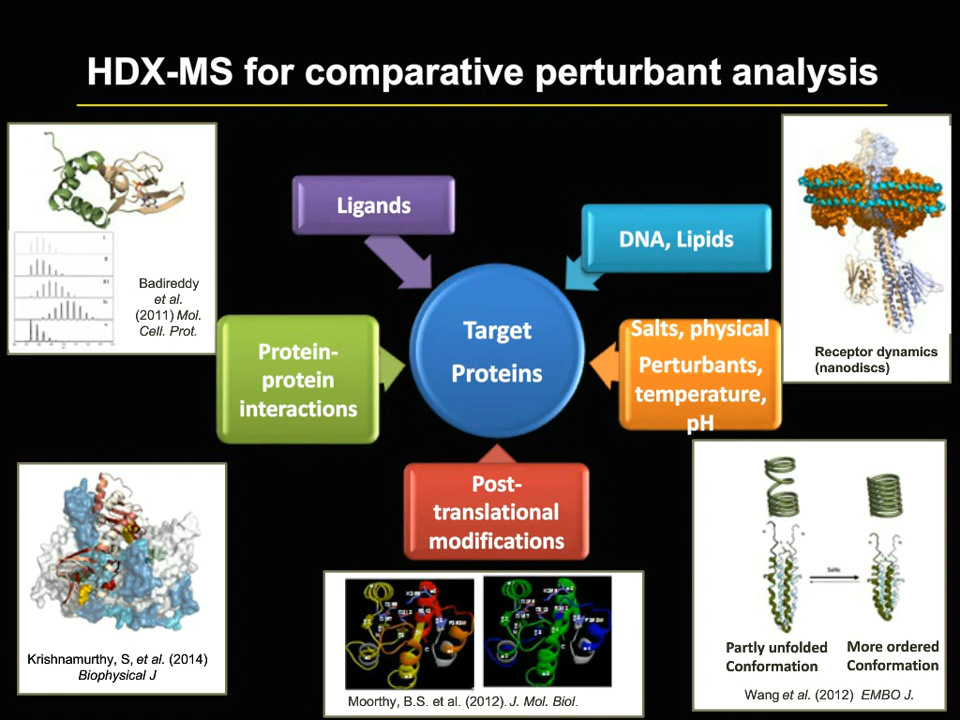 HDX-MS for comparative perturbant analysis
Ligands
DNA, Lipids
Badireddy
et al.
(2011) Mol.
Cell. Prot.
Target
Proteins
Protein-
protein
interactions
Salts, physical
Perturbants,
temperature,
pH
Receptor dynamics
(nanodiscs)
Post-
translational
modifications
Salts
Partly unfolded
Conformation
More ordered
Conformation
Wang et al. (2012) EMBO J.
Krishnamurthy, S, et al. (2014)
Biophysical J
Moorthy, B.S. et al. (2012). J. Mol. Biol.